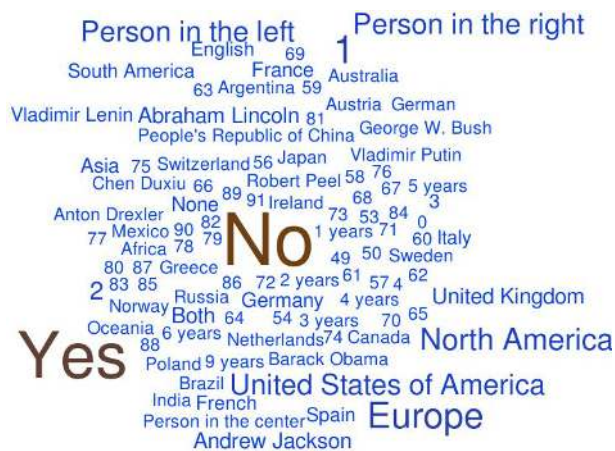 Person in the left
Person in the right
English 69 1
South America France Australia
63 Argentina 59
Austria German
Vladimir Lenin Abraham Lincoln 81
People's Republic of China George W. Bush
Asia 75 Switzerland 56 Japan Vladimir Putin
Chen Duxiu 66 Robert Peel 58 76
89 91 Ireland 68 67 5 years
None 3
Anton Drexler 82 73 53 84 0
77 Mexico 90 79 No 1 years 71 60 Italy
Africa 78 49 50 Sweden
80 87 Greece 61 62
2 83 85 86 72 2 years 57 4
Norway Russia Germany 4 years United Kingdom
Both 64 54 3 years 70 65
Oceania 6 years Netherlands 74 Canada North America
Yes 88
Poland 9 years Barack Obama
Brazil United States of America
India French
Person in the center Spain Europe
Andrew Jackson